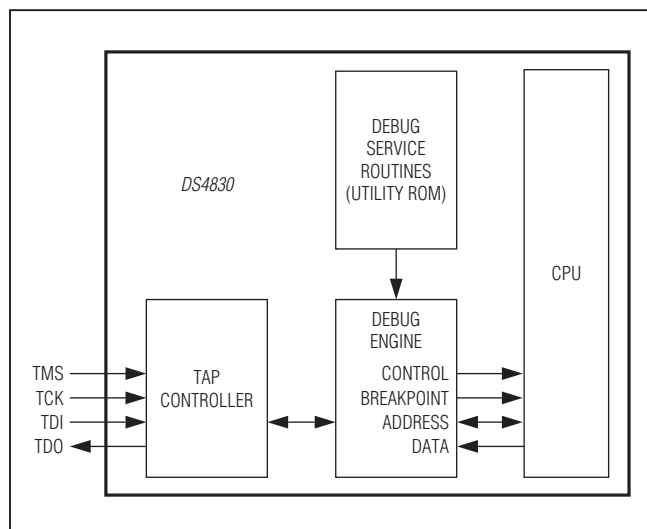 DS4830
DEBUG
SERVICE
ROUTINES
(UTILITY ROM)
CPU
TMS
TCK
TDI
TDO
TAP
CONTROLLER
DEBUG
ENGINE
CONTROL
BREAKPOINT
ADDRESS
DATA